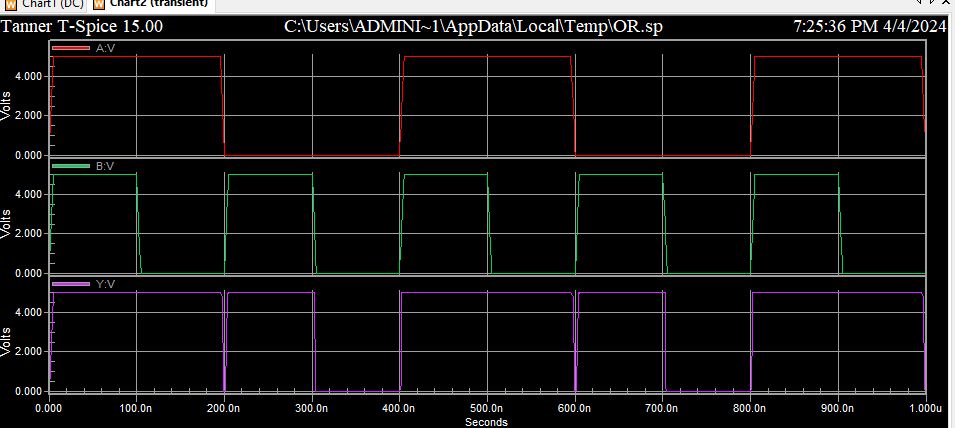 Chart1 (DC) Chart2 (transient)
Tanner T-Spice 15.00 C:\Users\ADMINI~1\AppData\Local\Temp\OR.sp 7:25:36 PM 4/4/2024
A:V
4.000
Volts
2.000
0.000
B:V
4.000
Volts
2.000
0.000
Y:V
4.000
Volts
2.000
0.000
0.000 100.0n 200.0n 300.0n 400.0n 500.0n 600.0n 700.0n 800.0n 900.0n 1.000u
Seconds